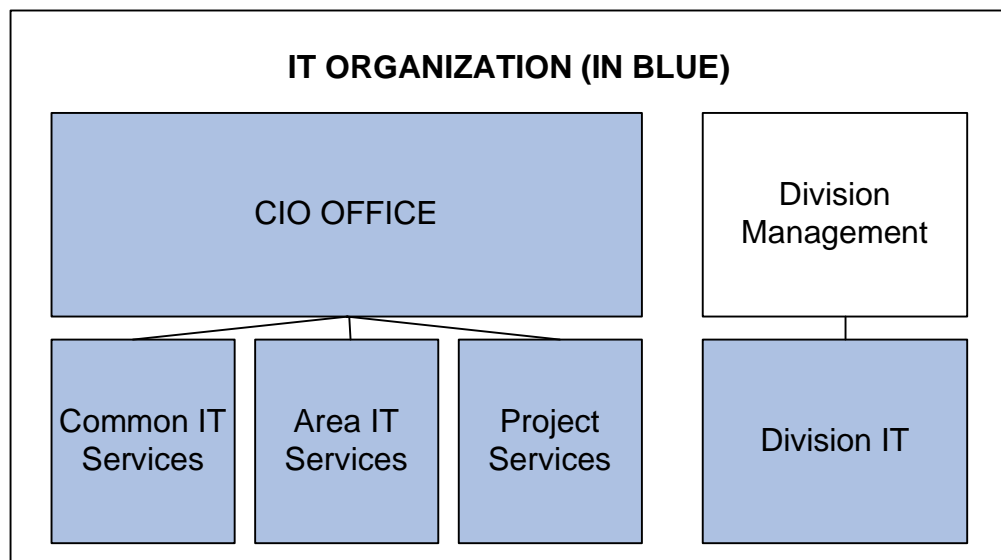 IT ORGANIZATION (IN BLUE)
CIO OFFICE
Division
Management
Common IT
Services
Area IT
Services
Project
Services
Division IT